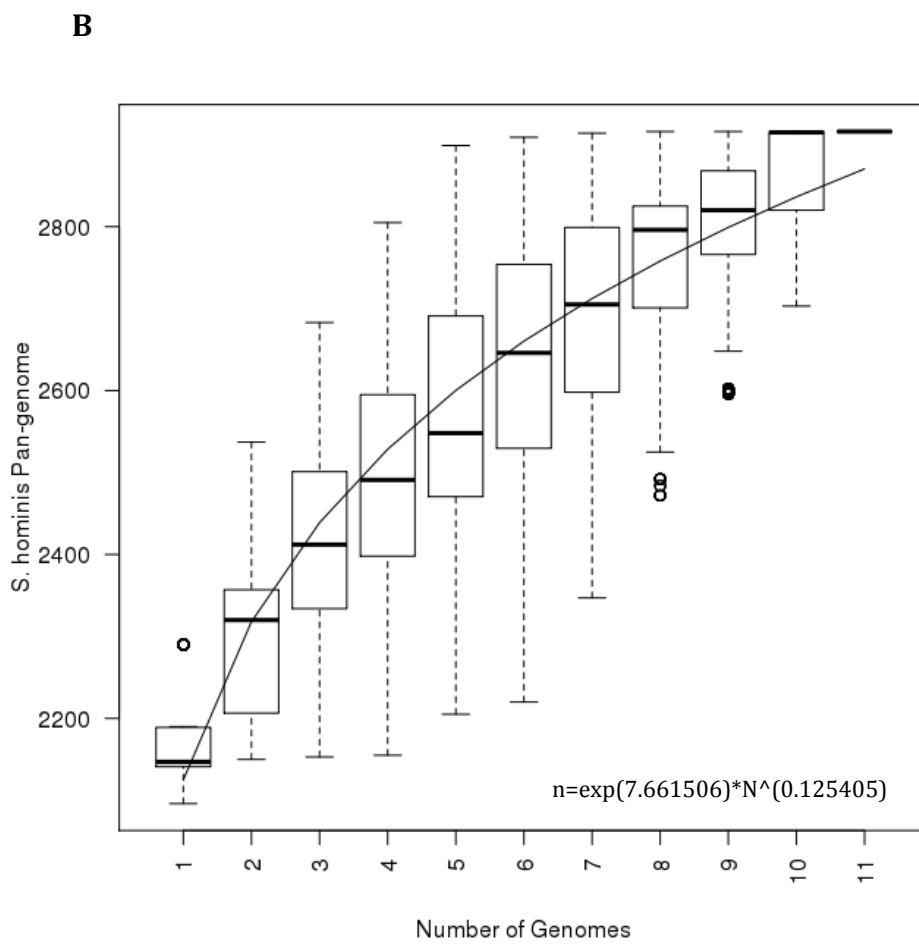 B
S. hominis Pan-genome
2800
2600
2400
2200
n=exp(7.661506)*N^(0.125405)
1 2 3 4 5 6 7 8 9 10 11
Number of Genomes